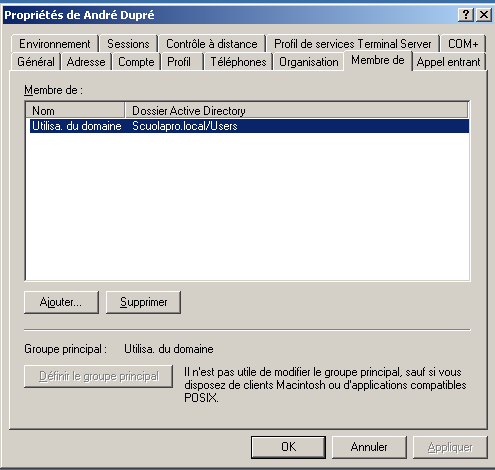 Propriétés de André Dupré
Environnement Sessions Contrôle à distance Profil de services Terminal Server COM+
Général Adresse Compte Profil Téléphones Organisation Membre de Appel entrant
Membre de :
Nom Dossier Active Directory
Utilisa. du domaine Scuolapro.local/Users
Ajouter... Supprimer
Groupe principal : Utilisa. du domaine
Définir le groupe principal
Il n'est pas utile de modifier le groupe principal, sauf si vous
disposez de clients Macintosh ou d'applications compatibles
POSIX.
OK Annuler Appliquer